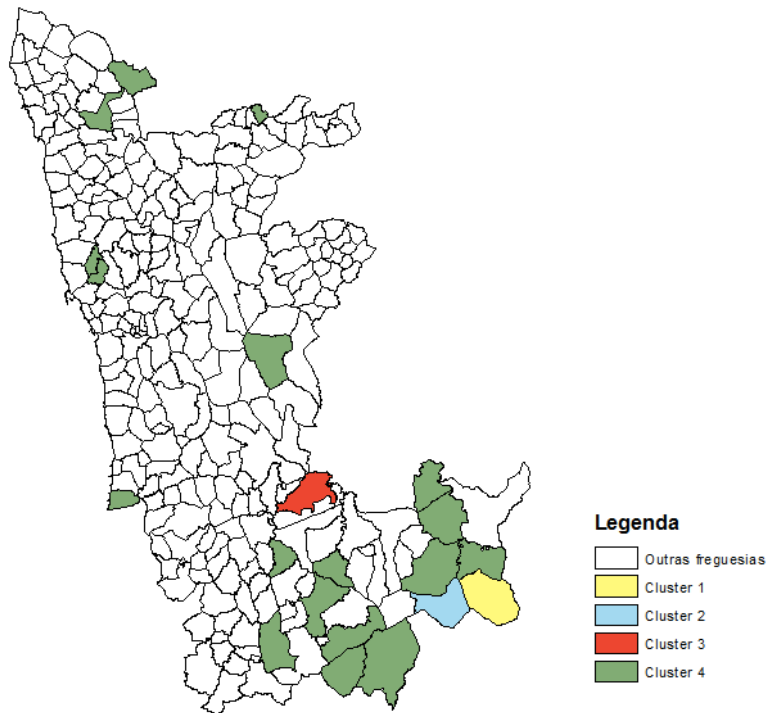 Legenda
Outras freguesias
Cluster 1
Cluster 2
Cluster 3
Cluster 4